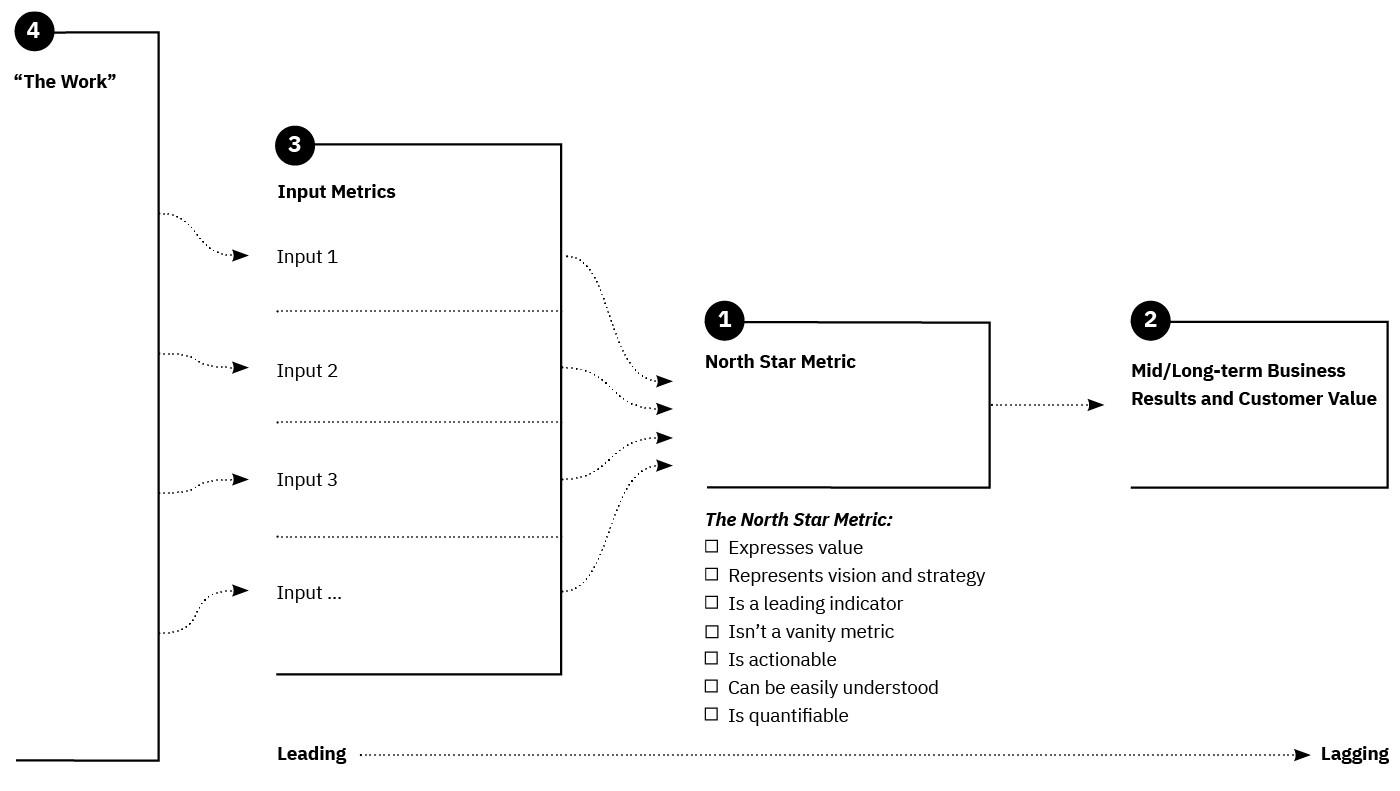 4
“The Work”
3
Input Metrics
Input 1
Input 2
Input 3
Input ...
1
North Star Metric
The North Star Metric:
Expresses value
Represents vision and strategy
Is a leading indicator
Isn’t a vanity metric
Is actionable
Can be easily understood
Is quantifiable
2
Mid/Long-term Business
Results and Customer Value
Leading
Lagging